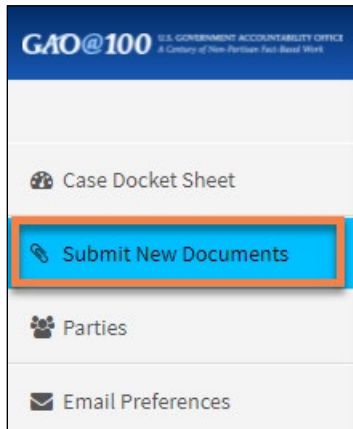 GAO@100 U.S. GOVERNMENT ACCOUNTABILITY OFFICE
A Century of Non-Partisan Fact-Based Work
Case Docket Sheet
Submit New Documents
Parties
Email Preferences